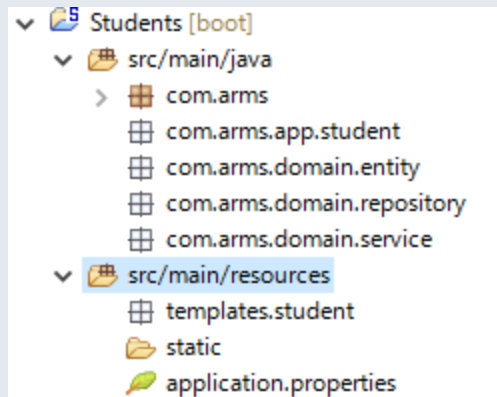 Students [boot]
src/main/java
com.arms
com.arms.app.student
com.arms.domain.entity
com.arms.domain.repository
com.arms.domain.service
src/main/resources
templates.student
static
application.properties